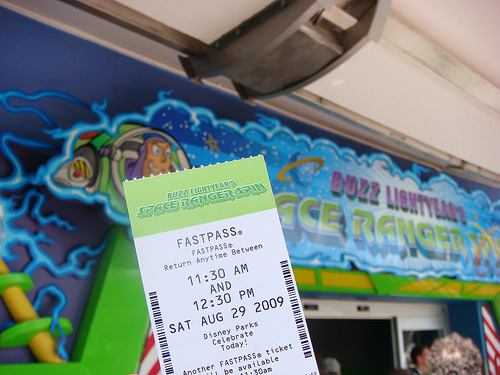 BUZZ LIGHTYEAR'S
SPACE RANGER SPIN
FASTPASS®
FASTPASS®
Return Anytime Between
11:30 AM
AND
12:30 PM
SAT AUG 29 2009
Disney Parks
Celebrate
Today!
Another FASTPASS® ticket
will be available
11:30am
BUZZ LIGHTYEAR'S
ACE RANGER